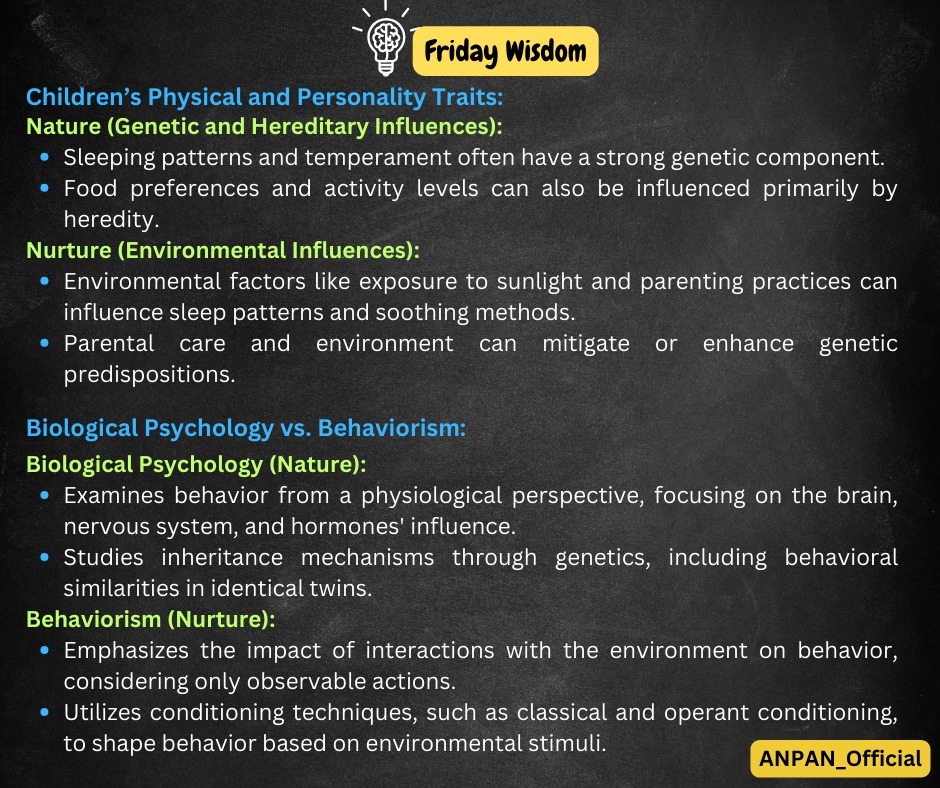 Friday Wisdom
Children’s Physical and Personality Traits:
Nature (Genetic and Hereditary Influences):
• Sleeping patterns and temperament often have a strong genetic component.
• Food preferences and activity levels can also be influenced primarily by
heredity.
Nurture (Environmental Influences):
• Environmental factors like exposure to sunlight and parenting practices can
influence sleep patterns and soothing methods.
• Parental care and environment can mitigate or enhance genetic
predispositions.
Biological Psychology vs. Behaviorism:
Biological Psychology (Nature):
• Examines behavior from a physiological perspective, focusing on the brain,
nervous system, and hormones' influence.
• Studies inheritance mechanisms through genetics, including behavioral
similarities in identical twins.
Behaviorism (Nurture):
• Emphasizes the impact of interactions with the environment on behavior,
considering only observable actions.
• Utilizes conditioning techniques, such as classical and operant conditioning,
to shape behavior based on environmental stimuli.
ANPAN_Official